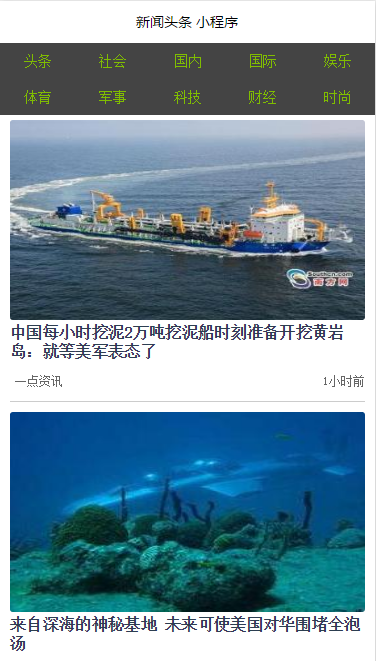 新闻头条 小程序
头条 社会 国内 国际 娱乐
体育 军事 科技 财经 时尚
Southcn.com
南方网
中国每小时挖泥2万吨挖泥船时刻准备开挖黄岩
岛：就等美军表态了
一点资讯 1小时前
来自深海的神秘基地 未来可使美国对华围堵全泡
汤